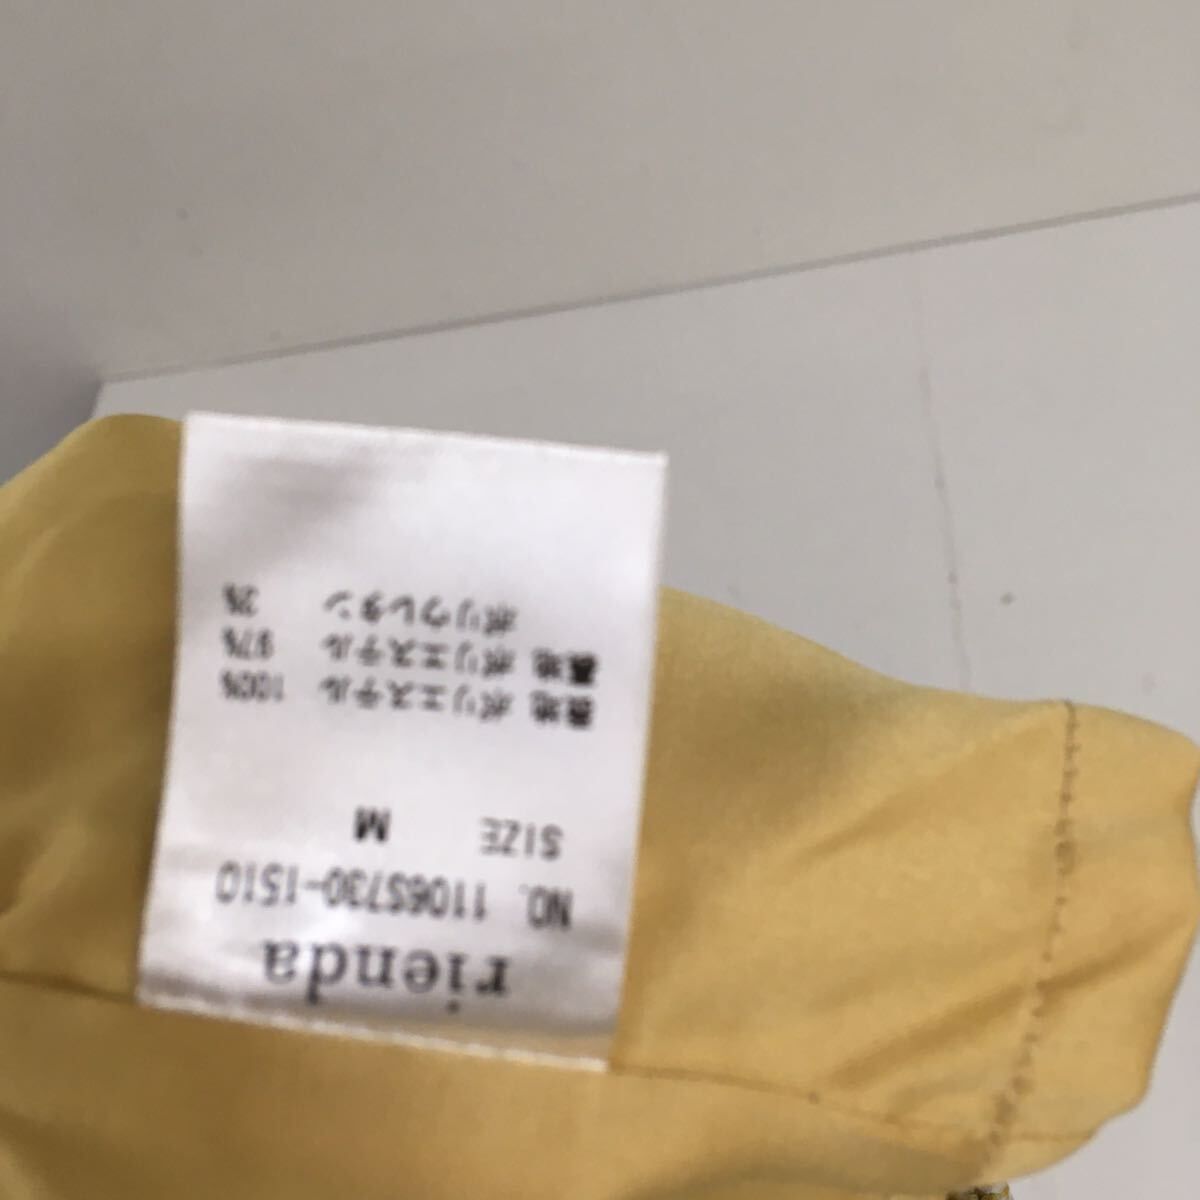 rienda
NO. 1106S730-1510
SIZE M
表地 ポリエステル 100%
裏地 ポリエステル 97%
ポリウレタン 3%